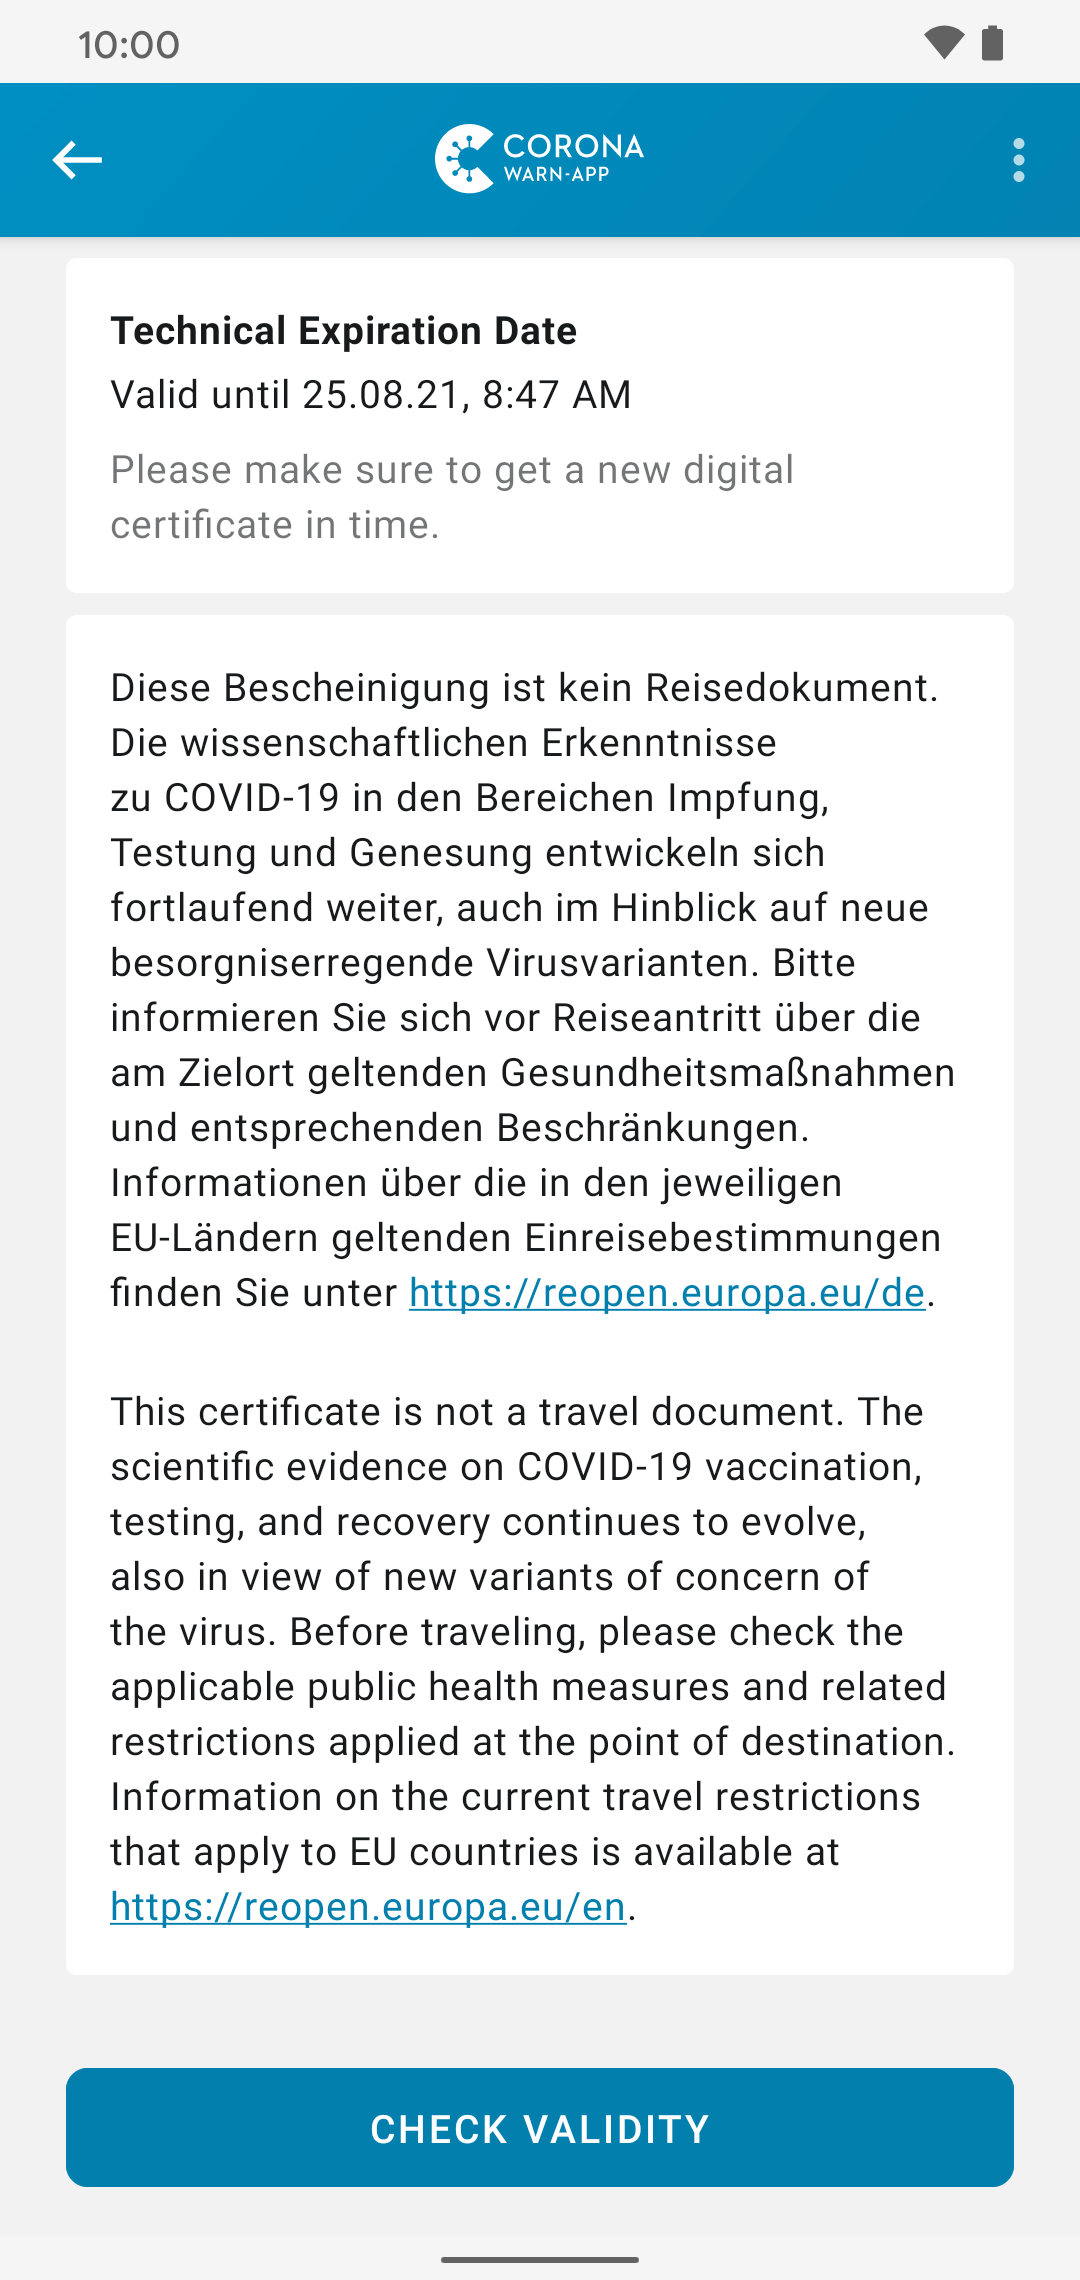 10:00
CORONA
WARN-APP
Technical Expiration Date
Valid until 25.08.21, 8:47 AM
Please make sure to get a new digital
certificate in time.
Diese Bescheinigung ist kein Reisedokument.
Die wissenschaftlichen Erkenntnisse
zu COVID-19 in den Bereichen Impfung,
Testung und Genesung entwickeln sich
fortlaufend weiter, auch im Hinblick auf neue
besorgniserregende Virusvarianten. Bitte
informieren Sie sich vor Reiseantritt über die
am Zielort geltenden Gesundheitsmaßnahmen
und entsprechenden Beschränkungen.
Informationen über die in den jeweiligen
EU-Ländern geltenden Einreisebestimmungen
finden Sie unter https://reopen.europa.eu/de.
This certificate is not a travel document. The
scientific evidence on COVID-19 vaccination,
testing, and recovery continues to evolve,
also in view of new variants of concern of
the virus. Before traveling, please check the
applicable public health measures and related
restrictions applied at the point of destination.
Information on the current travel restrictions
that apply to EU countries is available at
https://reopen.europa.eu/en.
CHECK VALIDITY